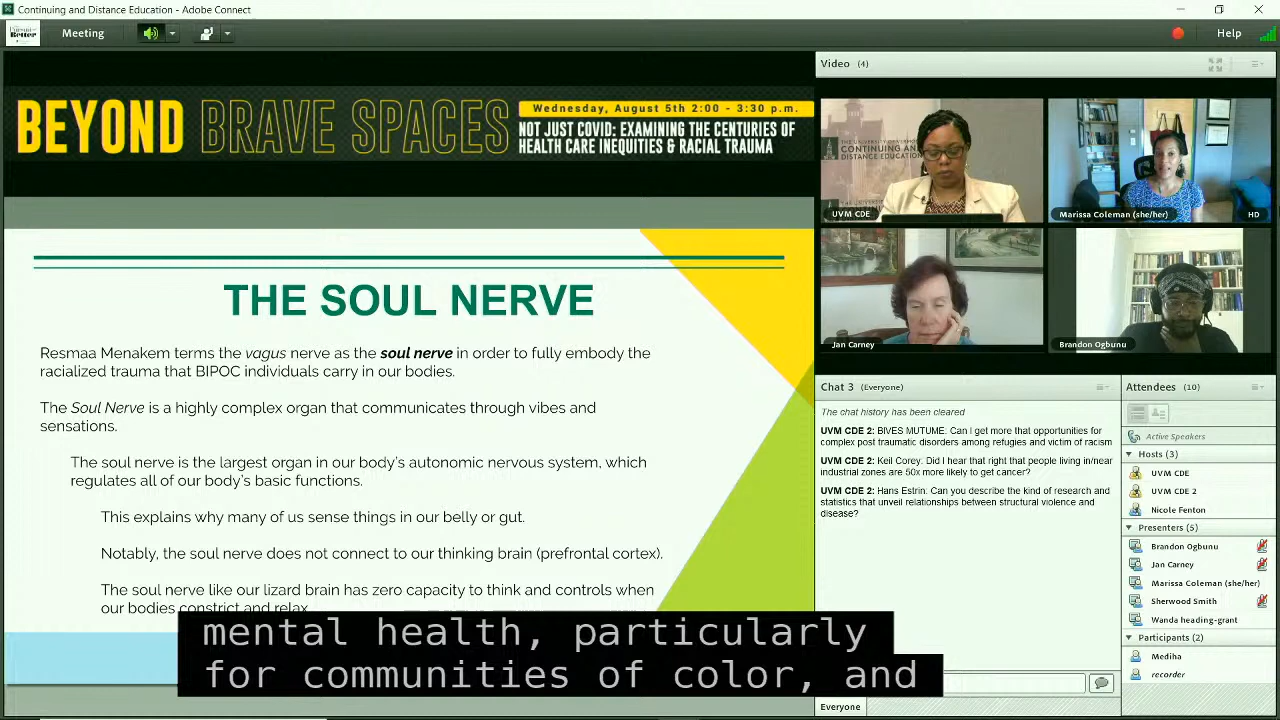 Continuing and Distance Education - Adobe Connect
Better
Meeting
Help
BEYOND BRAVE SPACES
Wednesday, August 5th 2:00 - 3:30 p.m.
NOT JUST COVID: EXAMINING THE CENTURIES OF
HEALTH CARE INEQUITIES & RACIAL TRAUMA
THE SOUL NERVE
Resmaa Menakem terms the vagus nerve as the soul nerve in order to fully embody the
racialized trauma that BIPOC individuals carry in our bodies.
The Soul Nerve is a highly complex organ that communicates through vibes and
sensations.
The soul nerve is the largest organ in our body's autonomic nervous system, which
regulates all of our body's basic functions.
This explains why many of us sense things in our belly or gut.
Notably, the soul nerve does not connect to our thinking brain (prefrontal cortex).
The soul nerve like our lizard brain has zero capacity to think and controls when
our bodies constrict and relax
mental health, particularly
for communities of color, and
Video (4)
CONTINUING AND
DISTANCE EDUCATION
UVM CDE
Marissa Coleman (she/her)
HD
Jan Carney
Brandon Ogbunu
Chat 3 (Everyone)
The chat history has been cleared
UVM CDE 2: BIVES MUTUME: Can I get more that opportunities for
complex post traumatic disorders among refugies and victim of racism
UVM CDE 2: Keil Corey: Did I hear that right that people living in/near
industrial zones are 50x more likely to get cancer?
UVM CDE 2: Hans Estrin: Can you describe the kind of research and
statistics that unveil relationships between structural violence and
disease?
Everyone
Attendees (10)
Active Speakers
Hosts (3)
UVM CDE
UVM CDE 2
Nicole Fenton
Presenters (5)
Brandon Ogbunu
Jan Carney
Marissa Coleman (she/her)
Sherwood Smith
Wanda heading-grant
Participants (2)
Mediha
recorder